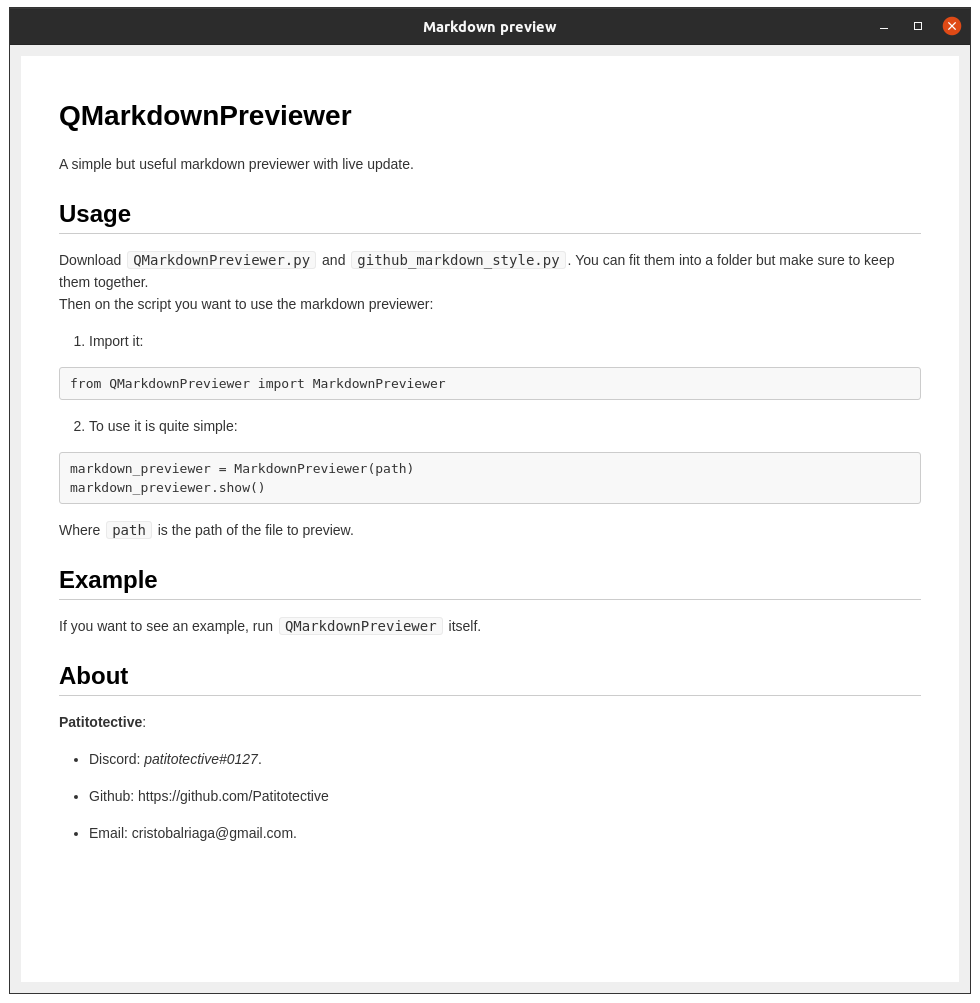 Markdown preview
QMarkdownPreviewer
A simple but useful markdown previewer with live update.
Usage
Download QMarkdownPreviewer.py and github_markdown_style.py. You can fit them into a folder but make sure to keep
them together.
Then on the script you want to use the markdown previewer:
1. Import it:
from QMarkdownPreviewer import MarkdownPreviewer
2. To use it is quite simple:
markdown_previewer = MarkdownPreviewer(path)
markdown_previewer.show()
Where path is the path of the file to preview.
Example
If you want to see an example, run QMarkdownPreviewer itself.
About
Patitotective:
• Discord: patitotective#0127.
• Github: https://github.com/Patitotective
• Email: cristobalriaga@gmail.com.